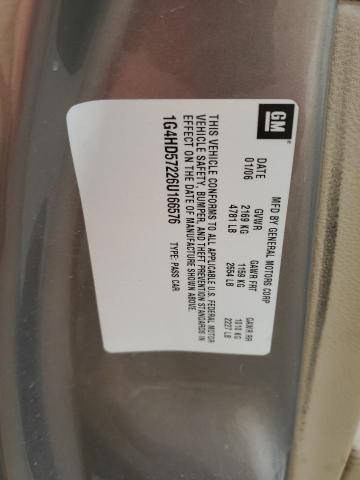 GM
MFD BY GENERAL MOTORS CORP
DATE GVWR GAWR FRT GAWR RR
01/06 2169 KG 1159 KG 1010 KG
4781 LB 2554 LB 2227 LB
THIS VEHICLE CONFORMS TO ALL APPLICABLE U.S. FEDERAL MOTOR
VEHICLE SAFETY, BUMPER, AND THEFT PREVENTION STANDARDS IN
EFFECT ON THE DATE OF MANUFACTURE SHOWN ABOVE.
1G4HD57226U166576 TYPE: PASS CAR